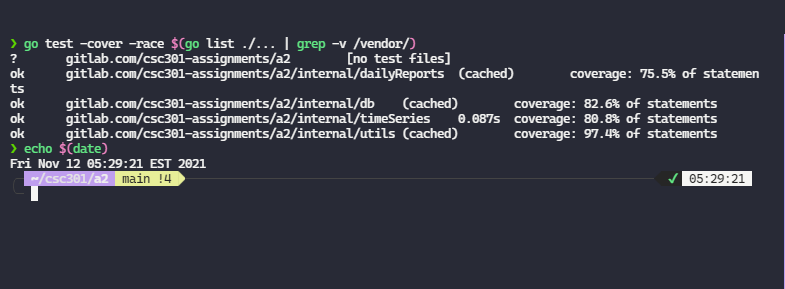 ❯ go test -cover -race $(go list ./... | grep -v /vendor/)
?       gitlab.com/csc301-assignments/a2        [no test files]
ok      gitlab.com/csc301-assignments/a2/internal/dailyReports  (cached)        coverage: 75.5% of statemen
ts
ok      gitlab.com/csc301-assignments/a2/internal/db    (cached)        coverage: 82.6% of statements
ok      gitlab.com/csc301-assignments/a2/internal/timeSeries    0.087s  coverage: 80.8% of statements
ok      gitlab.com/csc301-assignments/a2/internal/utils (cached)        coverage: 97.4% of statements
❯ echo $(date)
Fri Nov 12 05:29:21 EST 2021
~/csc301/a2  main !4  ✓ 05:29:21